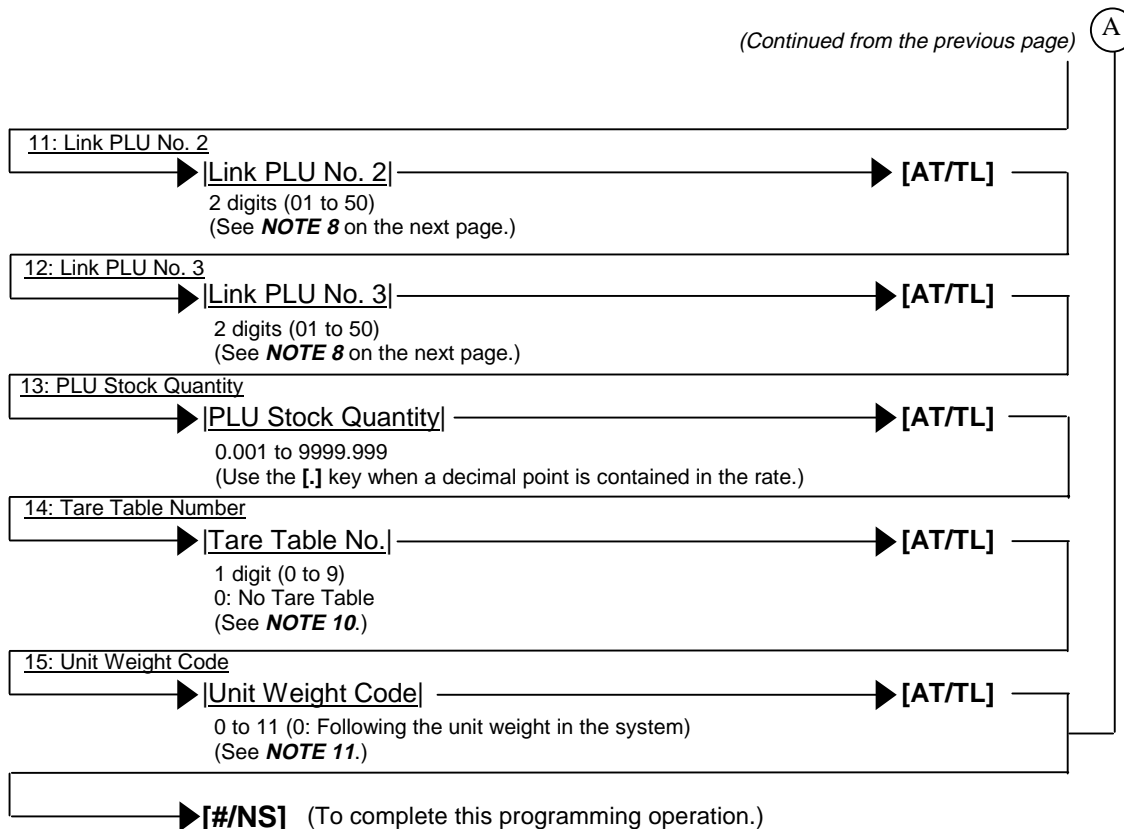 (Continued from the previous page) A
11: Link PLU No. 2
|Link PLU No. 2| [AT/TL]
2 digits (01 to 50)
(See NOTE 8 on the next page.)
12: Link PLU No. 3
|Link PLU No. 3| [AT/TL]
2 digits (01 to 50)
(See NOTE 8 on the next page.)
13: PLU Stock Quantity
|PLU Stock Quantity| [AT/TL]
0.001 to 9999.999
(Use the [.] key when a decimal point is contained in the rate.)
14: Tare Table Number
|Tare Table No.| [AT/TL]
1 digit (0 to 9)
0: No Tare Table
(See NOTE 10.)
15: Unit Weight Code
|Unit Weight Code| [AT/TL]
0 to 11 (0: Following the unit weight in the system)
(See NOTE 11.)
[#/NS] (To complete this programming operation.)